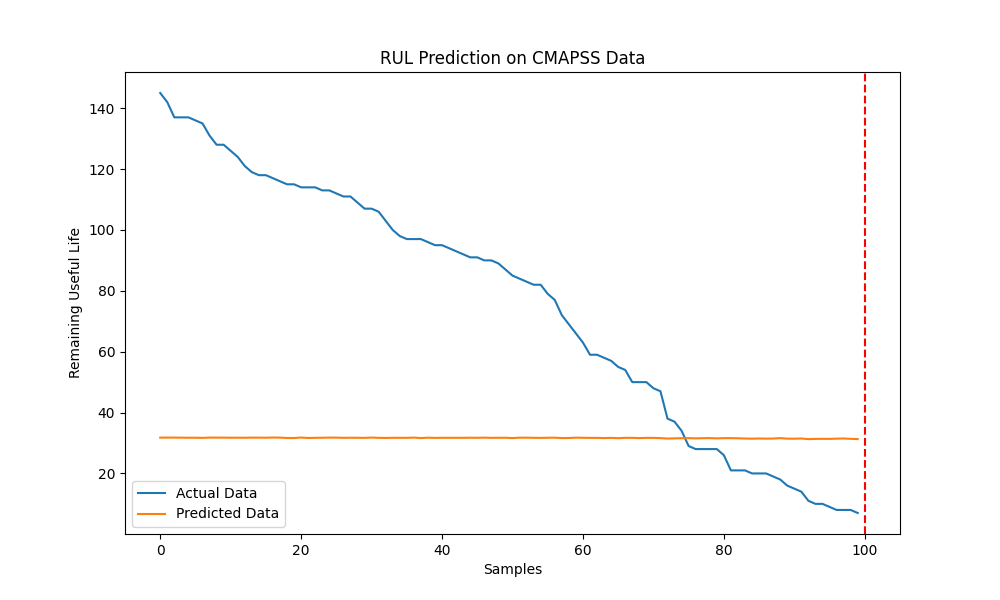 RUL Prediction on CMAPSS Data
Remaining Useful Life
140
120
100
80
60
40
20
Actual Data
Predicted Data
0 20 40 60 80 100
Samples